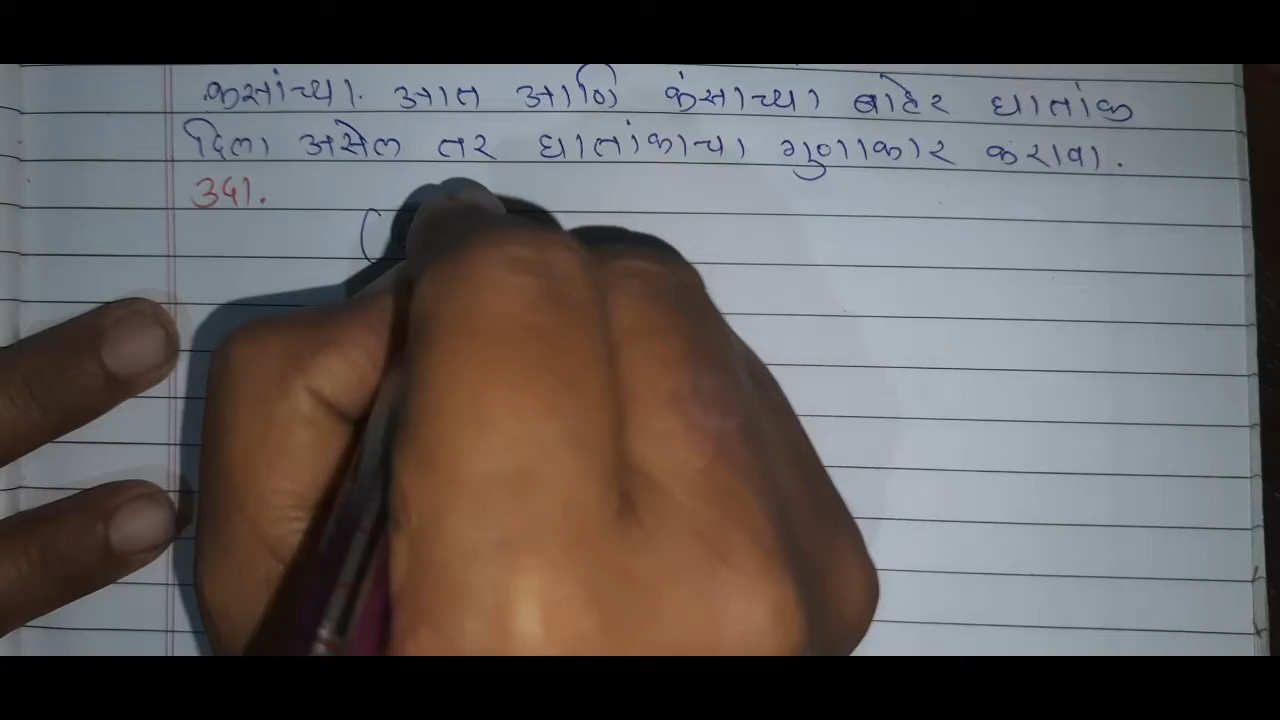 कंसांच्या. आत आणि कंसाच्या बाहेर घातांक
दिला असेल तर घातांकाचा गुणाकार करावा.
उदा.
(